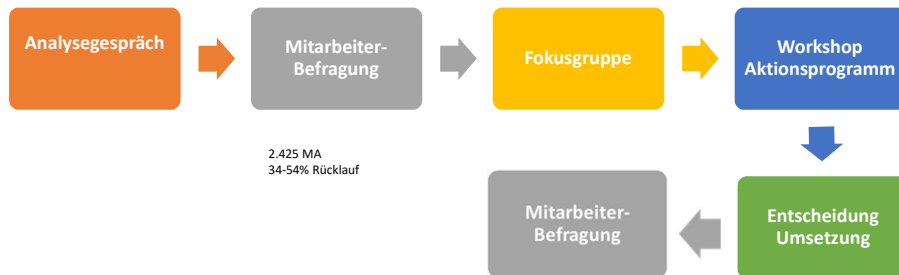 Analysegespräch
Mitarbeiter-
Befragung
Fokusgruppe
Workshop
Aktionsprogramm
2.425 MA
34-54% Rücklauf
Entscheidung
Umsetzung
Mitarbeiter-
Befragung